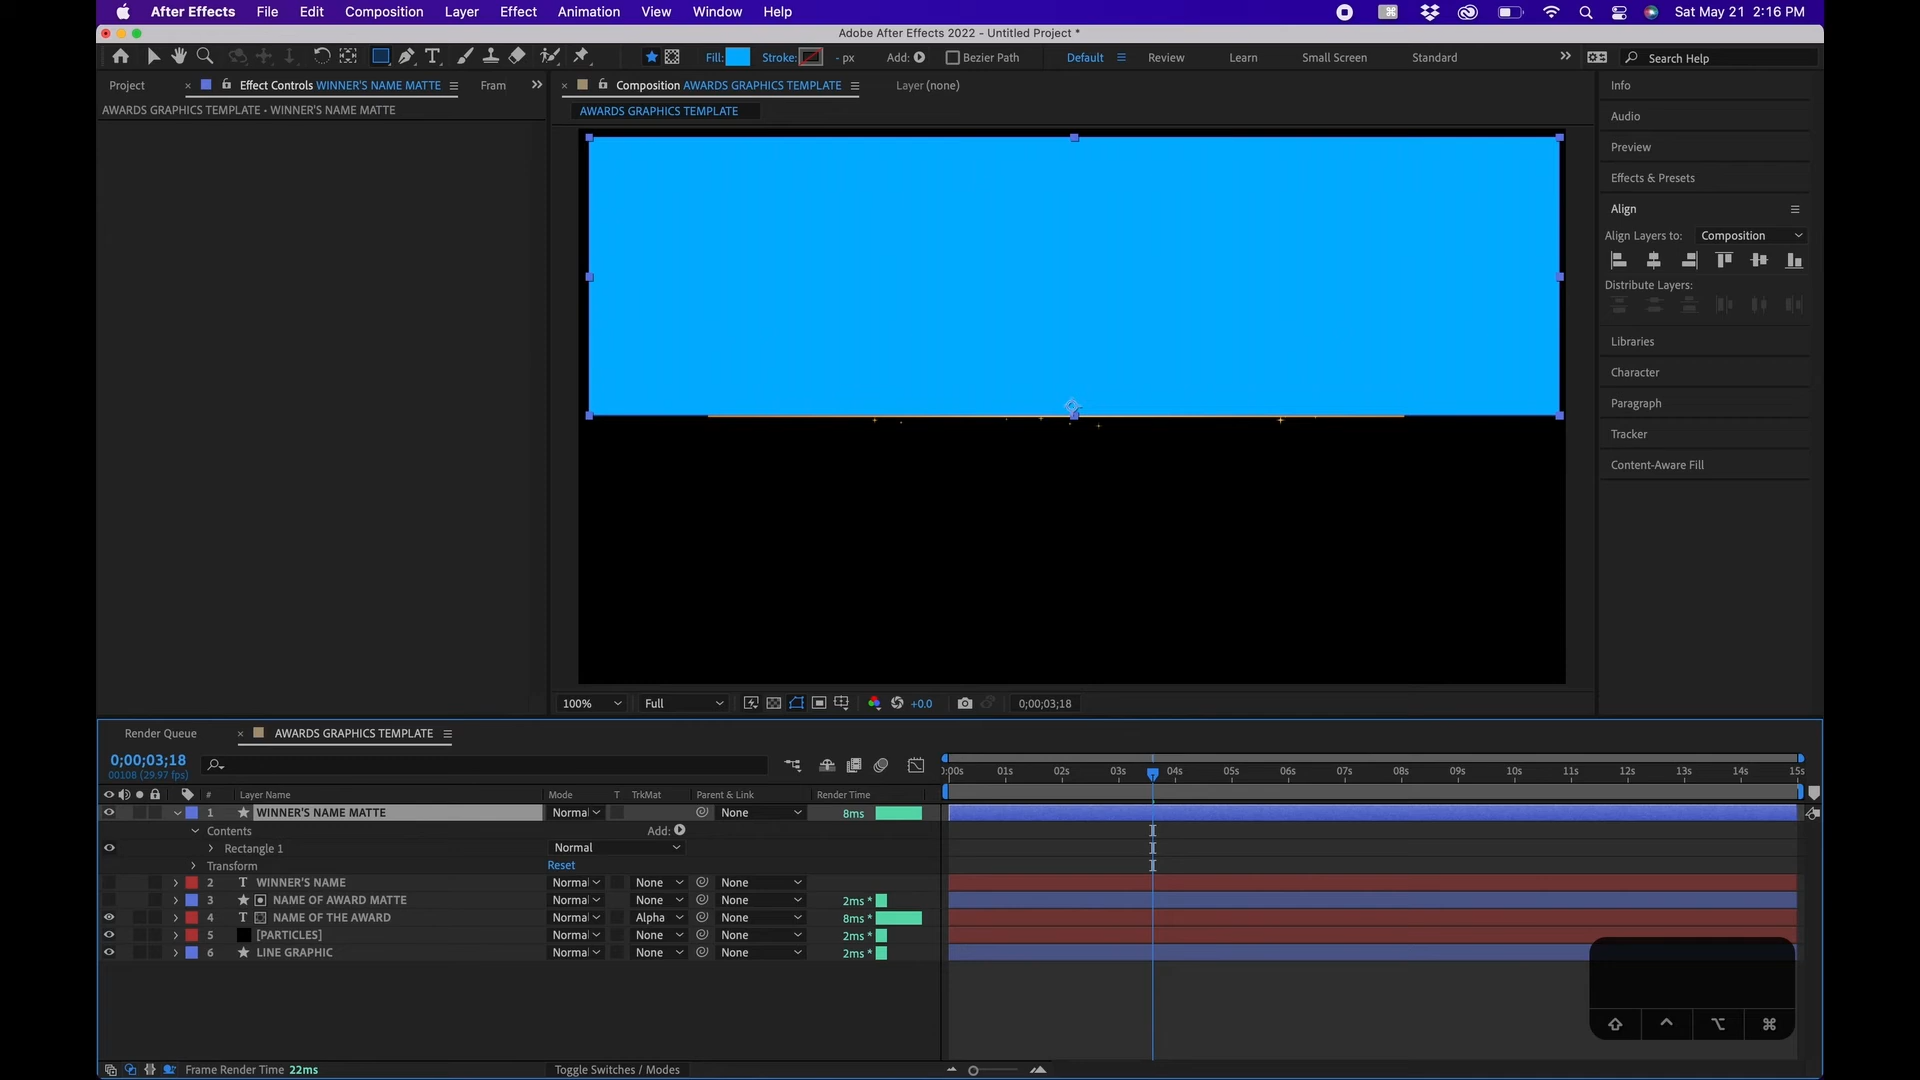 After Effects File Edit Composition Layer Effect Animation View Window Help Sat May 21 2:16 PM
Adobe After Effects 2022 - Untitled Project *
Fill: Stroke: - px Add: Bezier Path Default Review Learn Small Screen Standard Search Help
Project Effect Controls WINNER'S NAME MATTE Fram Composition AWARDS GRAPHICS TEMPLATE Layer (none) Info
AWARDS GRAPHICS TEMPLATE • WINNER'S NAME MATTE AWARDS GRAPHICS TEMPLATE
Audio
Preview
Effects & Presets
Align
Align Layers to: Composition
Distribute Layers:
Libraries
Character
Paragraph
Tracker
Content-Aware Fill
100% Full +0.0 0;00;03;18
Render Queue AWARDS GRAPHICS TEMPLATE
0;00;03;18
00108 (29.97 fps)
0:00s 01s 02s 03s 04s 05s 06s 07s 08s 09s 10s 11s 12s 13s 14s 15s
# Layer Name Mode T TrkMat Parent & Link Render Time
1 WINNER'S NAME MATTE Norma None 8ms
Contents Add:
Rectangle 1 Normal
Transform Reset
2 T WINNER'S NAME Norma None None
3 NAME OF AWARD MATTE Norma None None 2ms *
4 T NAME OF THE AWARD Norma Alpha None 8ms *
5 [PARTICLES] Norma None None 2ms *
6 LINE GRAPHIC Norma None None 2ms *
Frame Render Time 22ms Toggle Switches / Modes